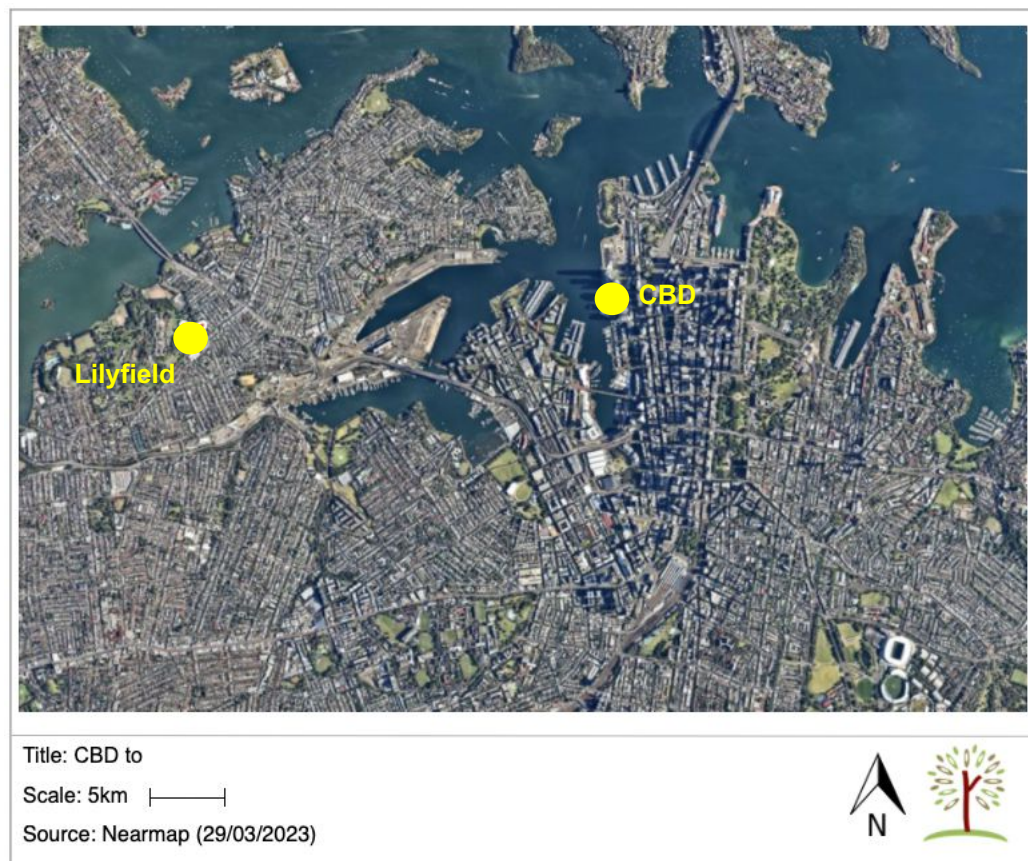 CBD
Lilyfield
Title: CBD to
Scale: 5km
Source: Nearmap (29/03/2023)
N